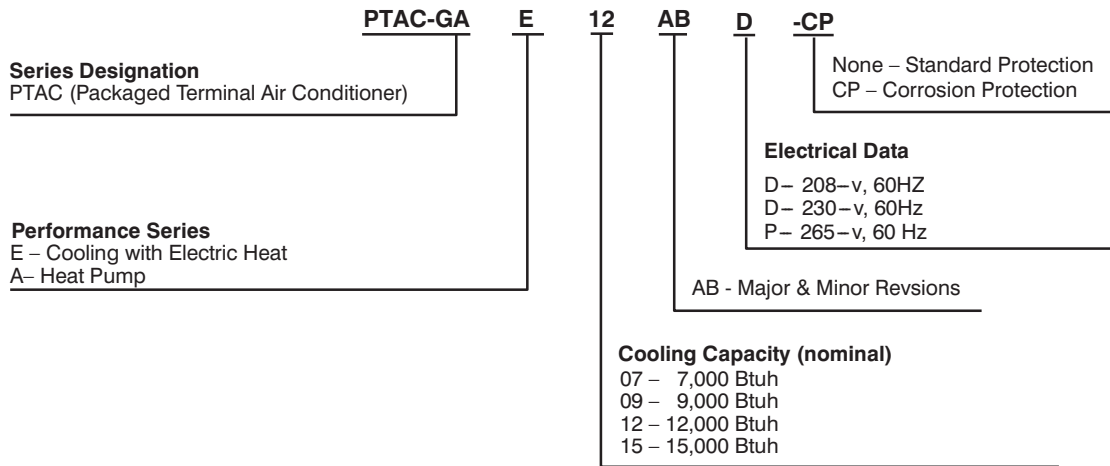 PTAC-GA E 12 AB D -CP
Series Designation
PTAC (Packaged Terminal Air Conditioner)
None – Standard Protection
CP – Corrosion Protection
Electrical Data
D– 208–v, 60HZ
D– 230–v, 60Hz
P– 265–v, 60 Hz
Performance Series
E – Cooling with Electric Heat
A– Heat Pump
AB - Major & Minor Revsions
Cooling Capacity (nominal)
07 – 7,000 Btuh
09 – 9,000 Btuh
12 – 12,000 Btuh
15 – 15,000 Btuh